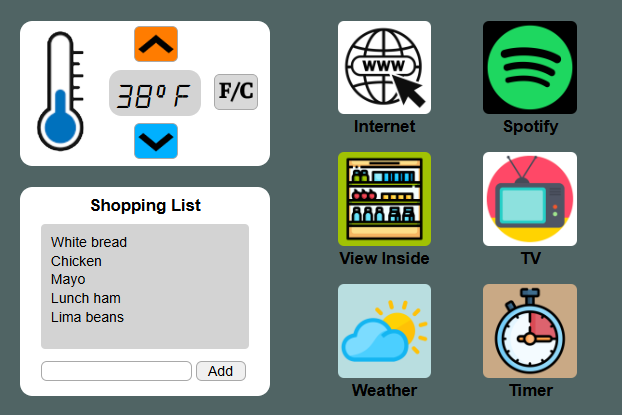 38° F
F/C
Shopping List
White bread
Chicken
Mayo
Lunch ham
Lima beans
Add
www
Internet
Spotify
View Inside
TV
Weather
Timer